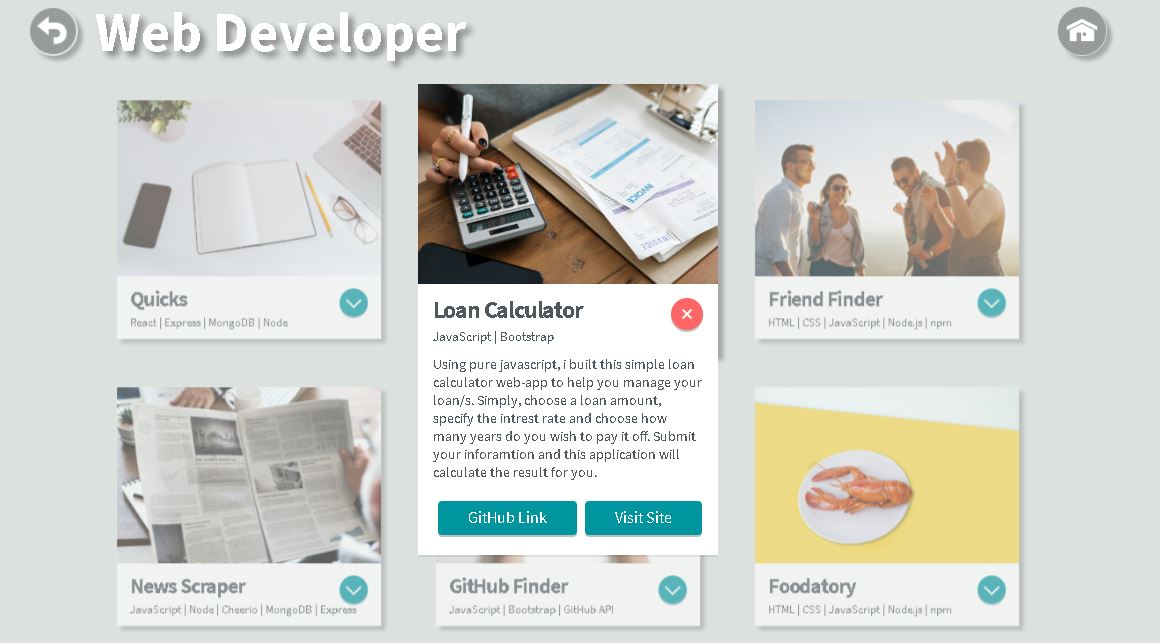 Web Developer
INVOICE
INVOICE
Quicks
React | Express | MongoDB | Node
Loan Calculator
JavaScript | Bootstrap
Using pure javascript, i built this simple loan
calculator web-app to help you manage your
loan/s. Simply, choose a loan amount,
specify the intrest rate and choose how
many years do you wish to pay it off. Submit
your inforamtion and this application will
calculate the result for you.
GitHub Link
Visit Site
Friend Finder
HTML | CSS | JavaScript | Node.js | npm
News Scraper
JavaScript | Node | Cheerio | MongoDB | Express
GitHub Finder
JavaScript | Bootstrap | GitHub API
Foodatory
HTML | CSS | JavaScript | Node.js | npm